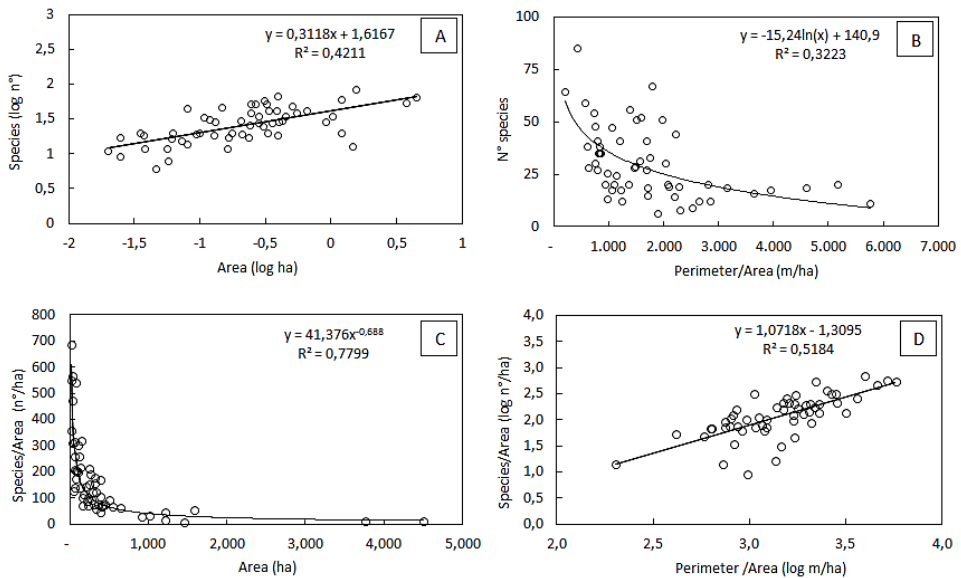 A
y = 0,3118x + 1,6167
R² = 0,4211
Species (log n°)
3
2,5
2
1,5
1
0,5
0
-2
-1,5
-1
-0,5
0
0,5
1
Area (log ha)
B
y = -15,24ln(x) + 140,9
R² = 0,3223
N° species
100
75
50
25
0
-
1.000
2.000
3.000
4.000
5.000
6.000
7.000
Perimeter/Area (m/ha)
C
y = 41,376x^-0,688
R² = 0,7799
Species/Area (n°/ha)
800
700
600
500
400
300
200
100
0
-
1,000
2,000
3,000
4,000
5,000
Area (ha)
D
y = 1,0718x - 1,3095
R² = 0,5184
Species/Area (log n°/ha)
4,0
3,5
3,0
2,5
2,0
1,5
1,0
0,5
0,0
2,0
2,5
3,0
3,5
4,0
Perimeter /Area (log m/ha)